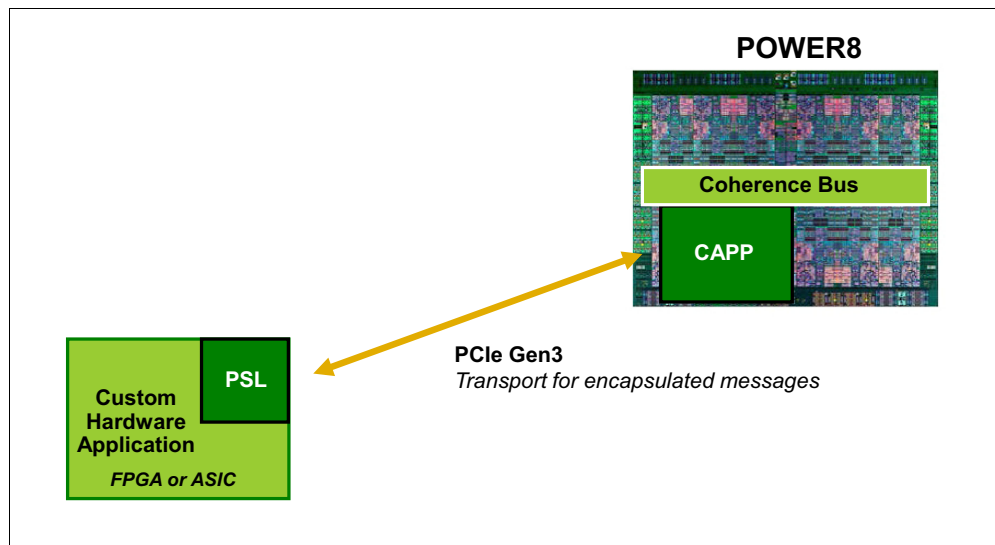 POWER8
Coherence Bus
CAPP
PCIe Gen3
Transport for encapsulated messages
PSL
Custom
Hardware
Application
FPGA or ASIC